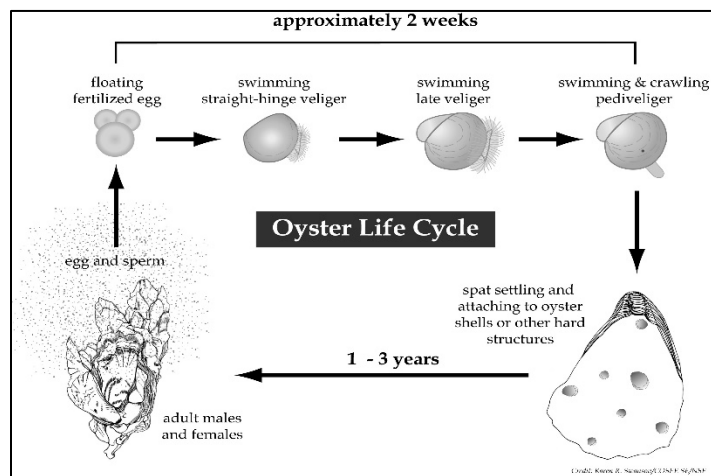 approximately 2 weeks
floating
fertilized egg
swimming
straight-hinge veliger
swimming
late veliger
swimming & crawling
pediveliger
Oyster Life Cycle
egg and sperm
spat settling and
attaching to oyster
shells or other hard
structures
1 - 3 years
adult males
and females